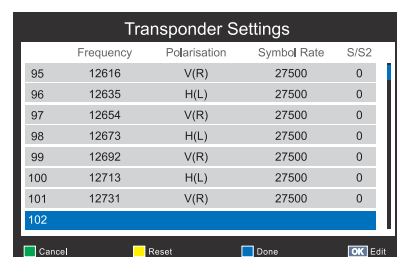 Transponder Settings
Frequency Polarisation Symbol Rate S/S2
95 12616 V(R) 27500 0
96 12635 H(L) 27500 0
97 12654 V(R) 27500 0
98 12673 H(L) 27500 0
99 12692 V(R) 27500 0
100 12713 H(L) 27500 0
101 12731 V(R) 27500 0
102
Cancel Reset Done OK Edit